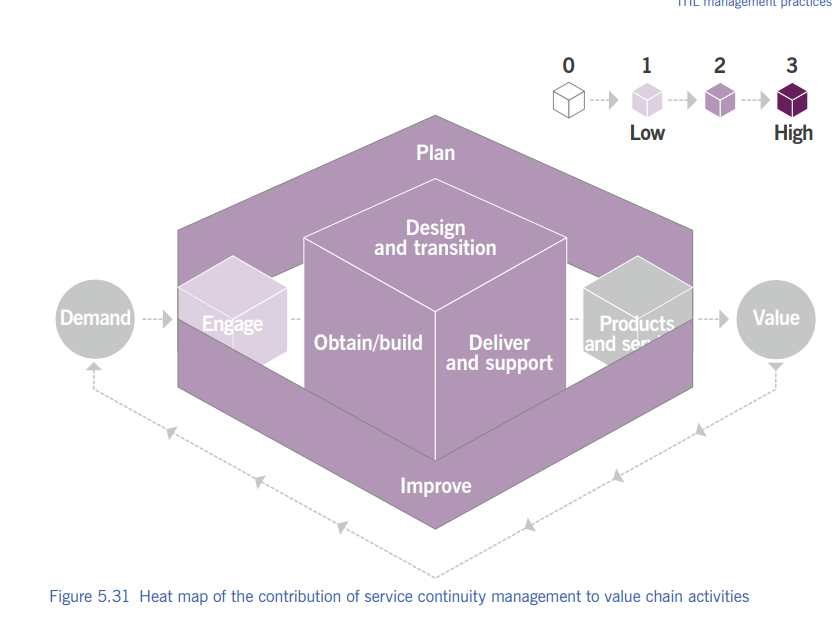 ITIL management practices
0 1 2 3
Low High
Plan
Design
and transition
Demand
Engage
Obtain/build
Deliver
and support
Products
and ser
Value
Improve
Figure 5.31 Heat map of the contribution of service continuity management to value chain activities